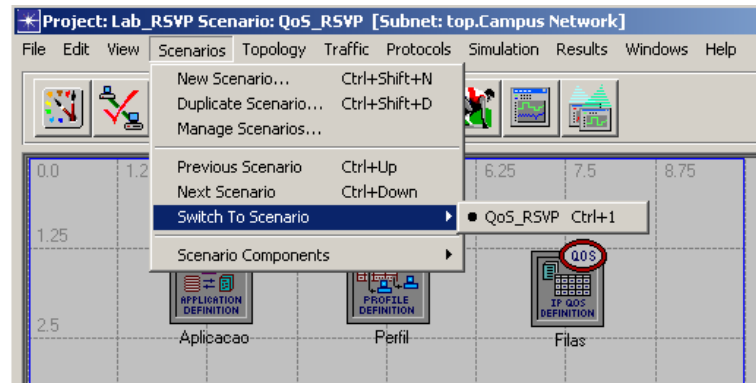 Project: Lab_RSVP Scenario: QoS_RSVP [Subnet: top.Campus Network]
File Edit View Scenarios Topology Traffic Protocols Simulation Results Windows Help
New Scenario... Ctrl+Shift+N
Duplicate Scenario... Ctrl+Shift+D
Manage Scenarios...
Previous Scenario Ctrl+Up
Next Scenario Ctrl+Down
Switch To Scenario
QoS_RSVP Ctrl+1
Scenario Components
0.0 1.2 6.25 7.5 8.75
1.25
2.5
APPLICATION
DEFINITION
Aplicacao
PROFILE
DEFINITION
Perfil
QOS
IP QOS
DEFINITION
Filas